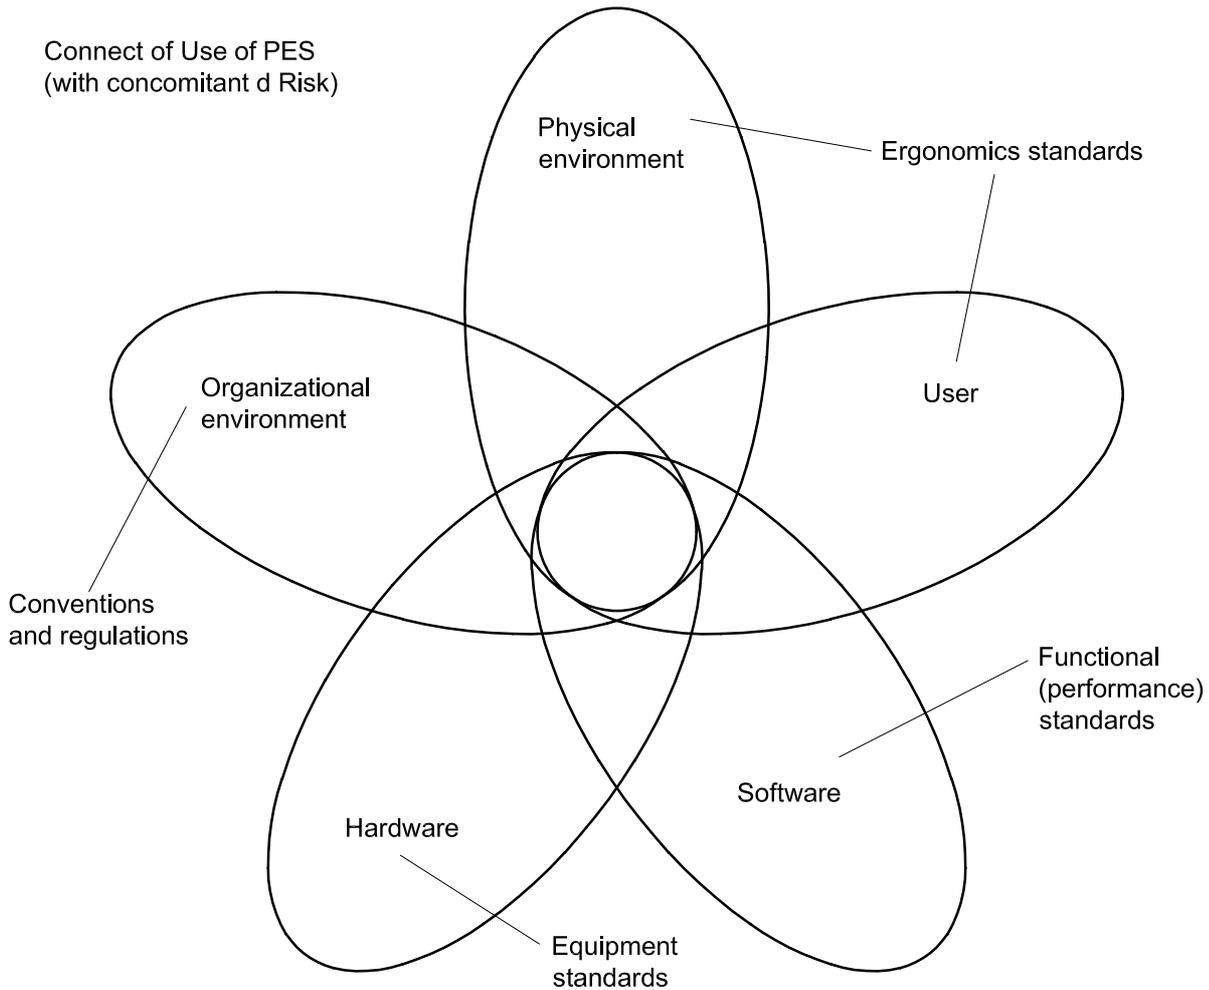 Connect of Use of PES
(with concomitant d Risk)
Physical
environment
Ergonomics standards
Organizational
environment
User
Conventions
and regulations
Functional
(performance)
standards
Software
Hardware
Equipment
standards